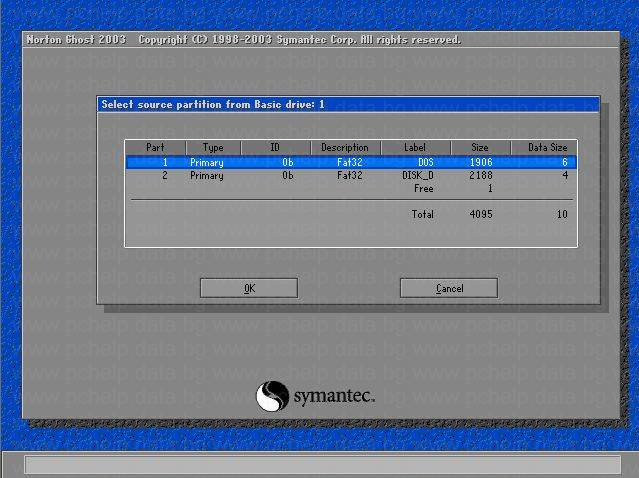 Norton Ghost 2003 Copyright (C) 1998-2003 Symantec Corp. All rights reserved.
Select source partition from Basic drive: 1
Part Type ID Description Label Size Data Size
1 Primary 0b Fat32 DOS 1906 6
2 Primary 0b Fat32 DISK_D 2188 4
Free 1
Total 4095 10
OK Cancel
symantec.